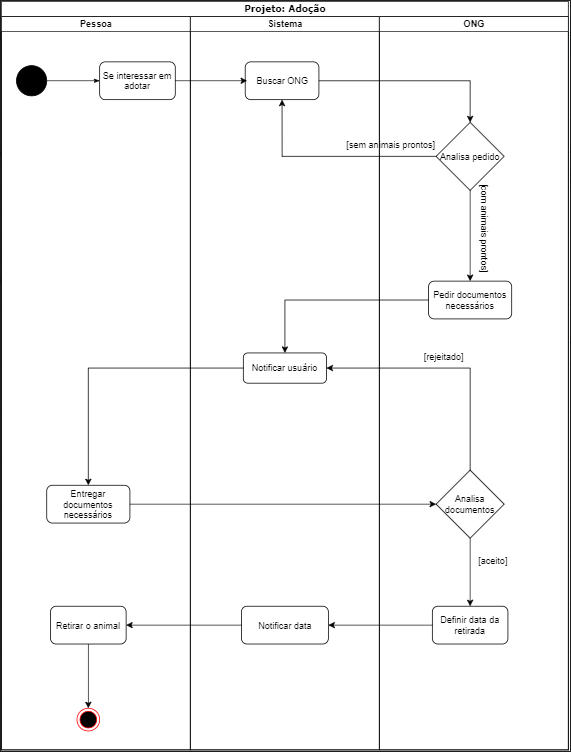 Projeto: Adoção
Pessoa
Sistema
ONG
Se interessar em
adotar
Buscar ONG
[sem animais prontos]
Analisa pedido
[com animais prontos]
Pedir documentos
necessários
Notificar usuário
[rejeitado]
Entregar
documentos
necessários
Analisa
documentos
[aceito]
Retirar o animal
Notificar data
Definir data da
retirada